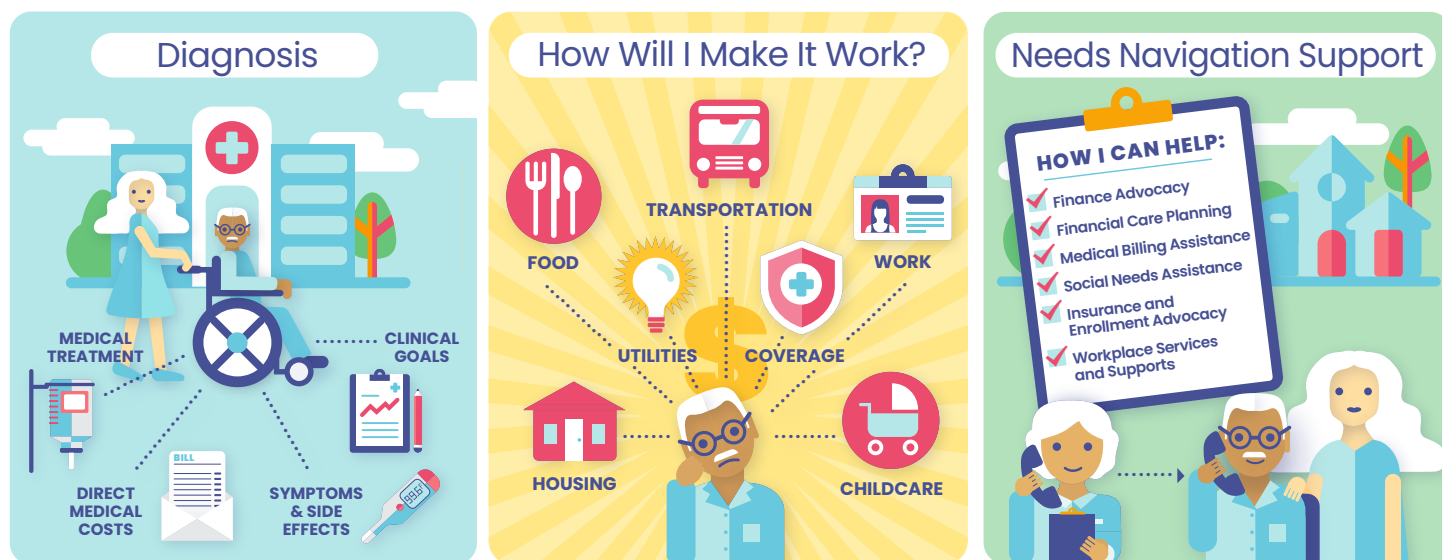 Diagnosis
MEDICAL
TREATMENT
CLINICAL
GOALS
DIRECT
MEDICAL
COSTS
BILL
SYMPTOMS
& SIDE
EFFECTS
99.6°
How Will I Make It Work?
FOOD
TRANSPORTATION
WORK
UTILITIES
COVERAGE
$
HOUSING
CHILDCARE
Needs Navigation Support
HOW I CAN HELP:
Finance Advocacy
Financial Care Planning
Medical Billing Assistance
Social Needs Assistance
Insurance and
Enrollment Advocacy
Workplace Services
and Supports